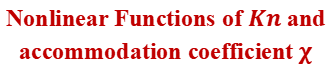 Nonlinear Functions of Kn and
accommodation coefficient χ